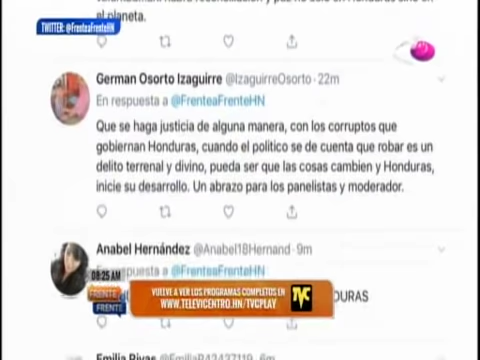 TWITTER: @FrenteaFrenteHN
el planeta.
German Osorto Izaguirre @IzaguirreOsorto · 22m
En respuesta a @FrenteaFrenteHN
Que se haga justicia de alguna manera, con los corruptos que
gobiernan Honduras, cuando el politico se de cuenta que robar es un
delito terrenal y divino, pueda ser que las cosas cambien y Honduras,
inicie su desarrollo. Un abrazo para los panelistas y moderador.
Anabel Hernández @Anabel18Hernand · 9m
08:25 AM
respuesta a @FrenteaFrenteHN
FRENTE
FRENTE
VUELVE A VER LOS PROGRAMAS COMPLETOS EN
WWW.TELEVICENTRO.HN/TVCPLAY
TVC
DURAS
Emilia Rivas